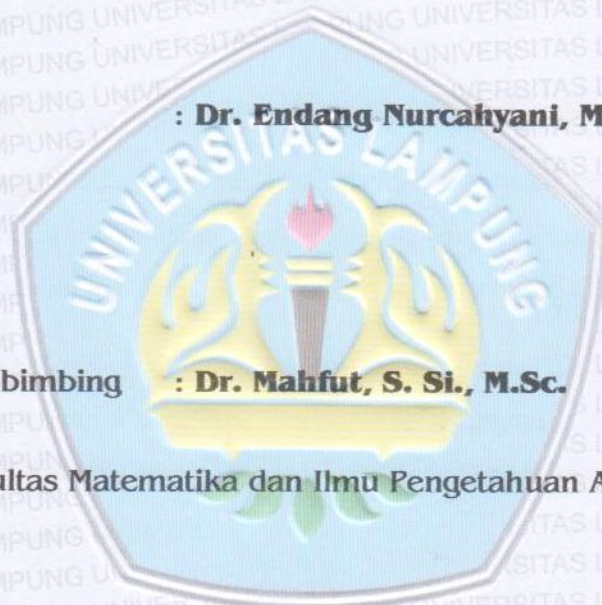 : Dr. Endang Nurcahyani, M
UNIVERSITAS LAMPUNG
bimbing : Dr. Mahfut, S. Si., M.Sc.
ultas Matematika dan Ilmu Pengetahuan A